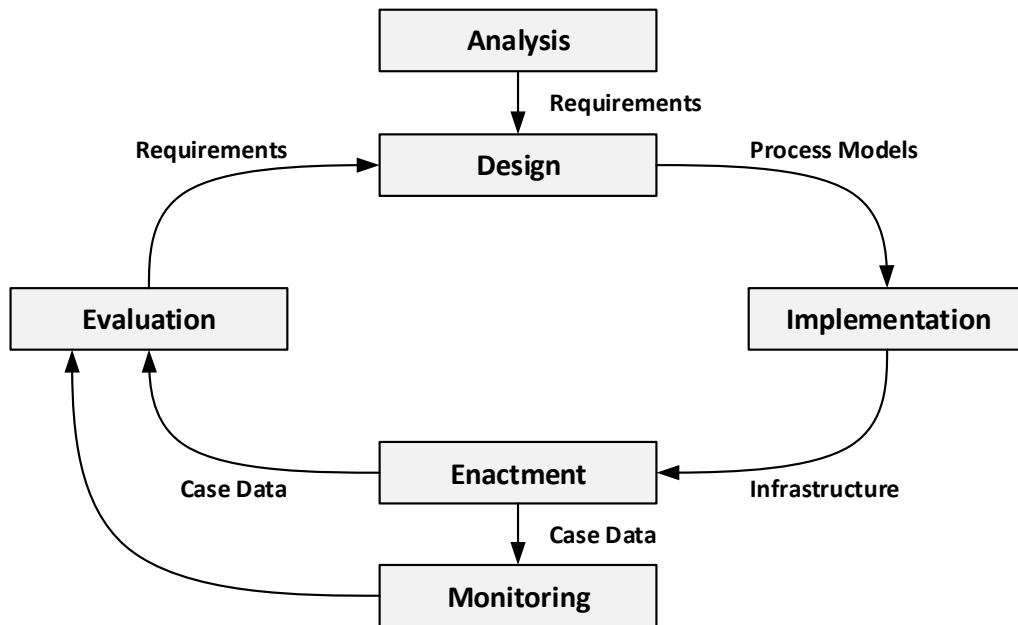 Analysis
Requirements
Requirements
Process Models
Design
Evaluation
Implementation
Enactment
Case Data
Infrastructure
Case Data
Monitoring